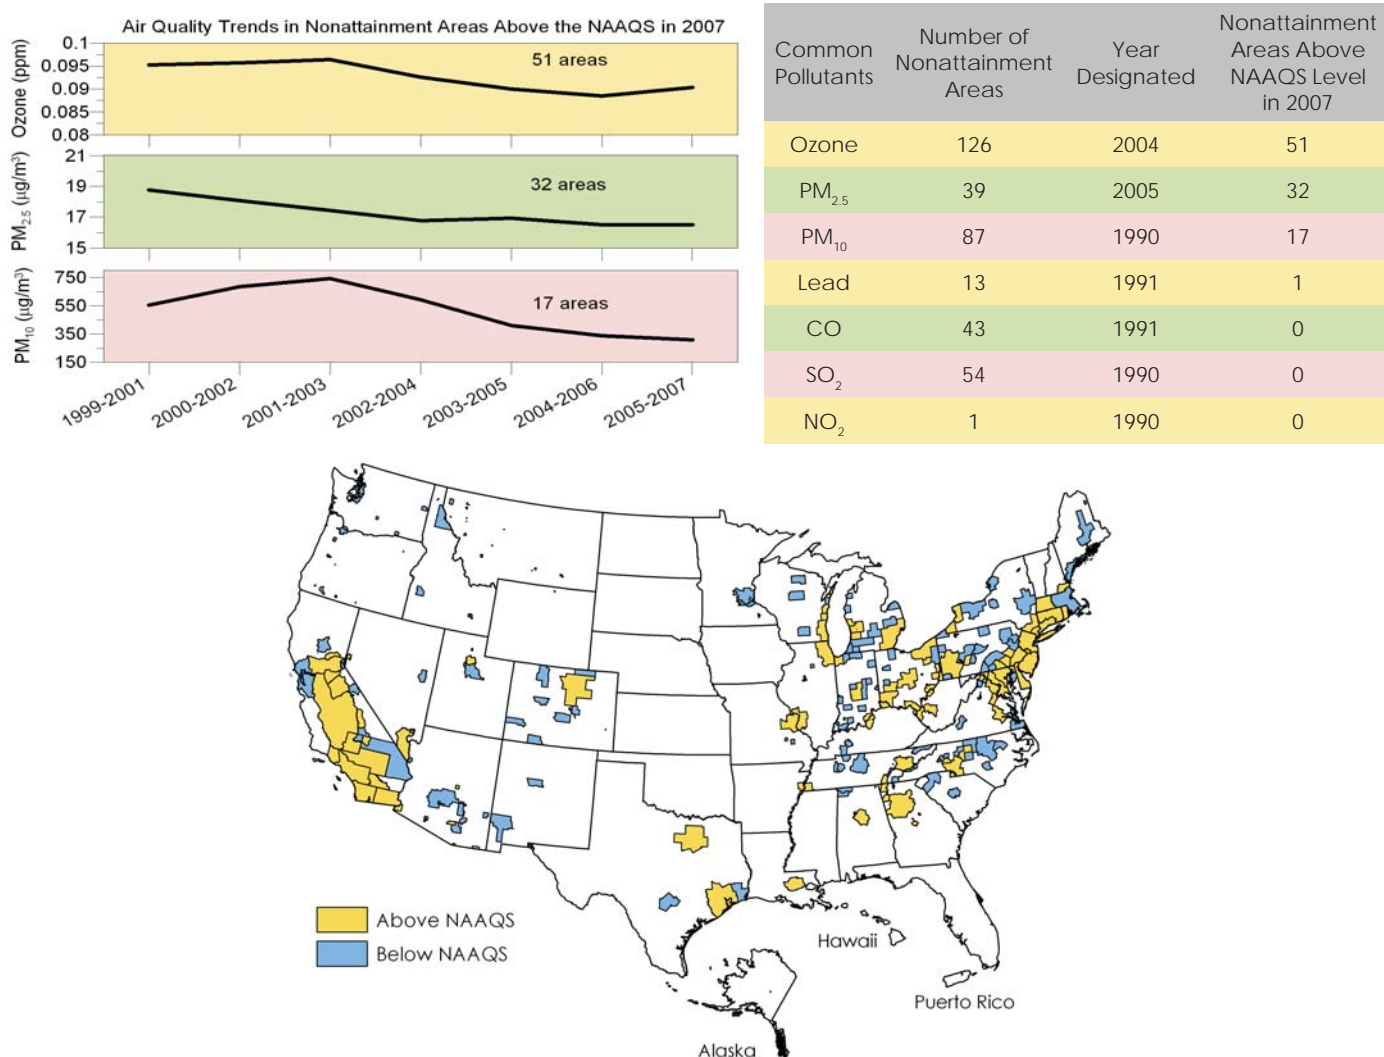 Air Quality Trends in Nonattainment Areas Above the NAAQS in 2007
Ozone (ppm)
0.1
0.095
0.09
0.085
0.08
51 areas
PM2.5 (µg/m³)
21
19
17
15
32 areas
PM10 (µg/m³)
750
550
350
150
17 areas
1999-2001
2000-2002
2001-2003
2002-2004
2003-2005
2004-2006
2005-2007
Common Pollutants
Number of Nonattainment Areas
Year Designated
Nonattainment Areas Above NAAQS Level in 2007
Ozone 126 2004 51
PM2.5 39 2005 32
PM10 87 1990 17
Lead 13 1991 1
CO 43 1991 0
SO2 54 1990 0
NO2 1 1990 0
Above NAAQS
Below NAAQS
Hawaii
Puerto Rico
Alaska